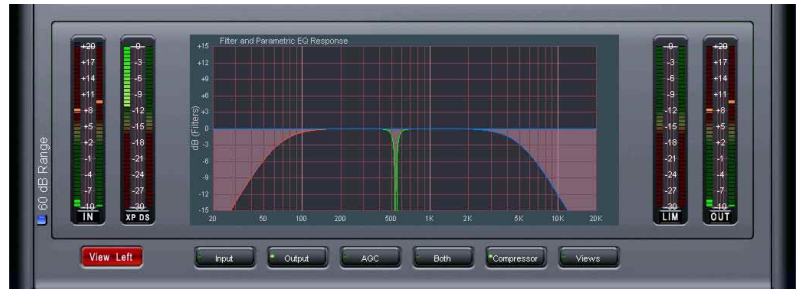 Filter and Parametric EQ Response
+20 +17 +14 +11 +8 +5 +2 -1 -4 -7 -10
IN
0 -3 -6 -9 -12 -15 -18 -21 -24 -27 -30
XP DS
60 dB Range
dB (Filters)
+15
+12
+9
+6
+3
0
-3
-6
-9
-12
-15
20 50 100 200 500 1K 2K 5K 10K 20K
0 -3 -6 -9 -12 -15 -18 -21 -24 -27 -30
LIM
+20 +17 +14 +11 +8 +5 +2 -1 -4 -7 -10
OUT
View Left
Input
Output
AGC
Both
Compressor
Views